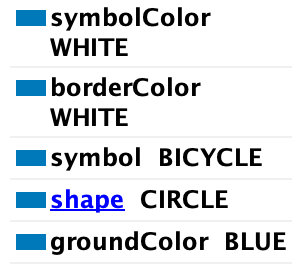 symbolColor
WHITE
borderColor
WHITE
symbol BICYCLE
shape CIRCLE
groundColor BLUE